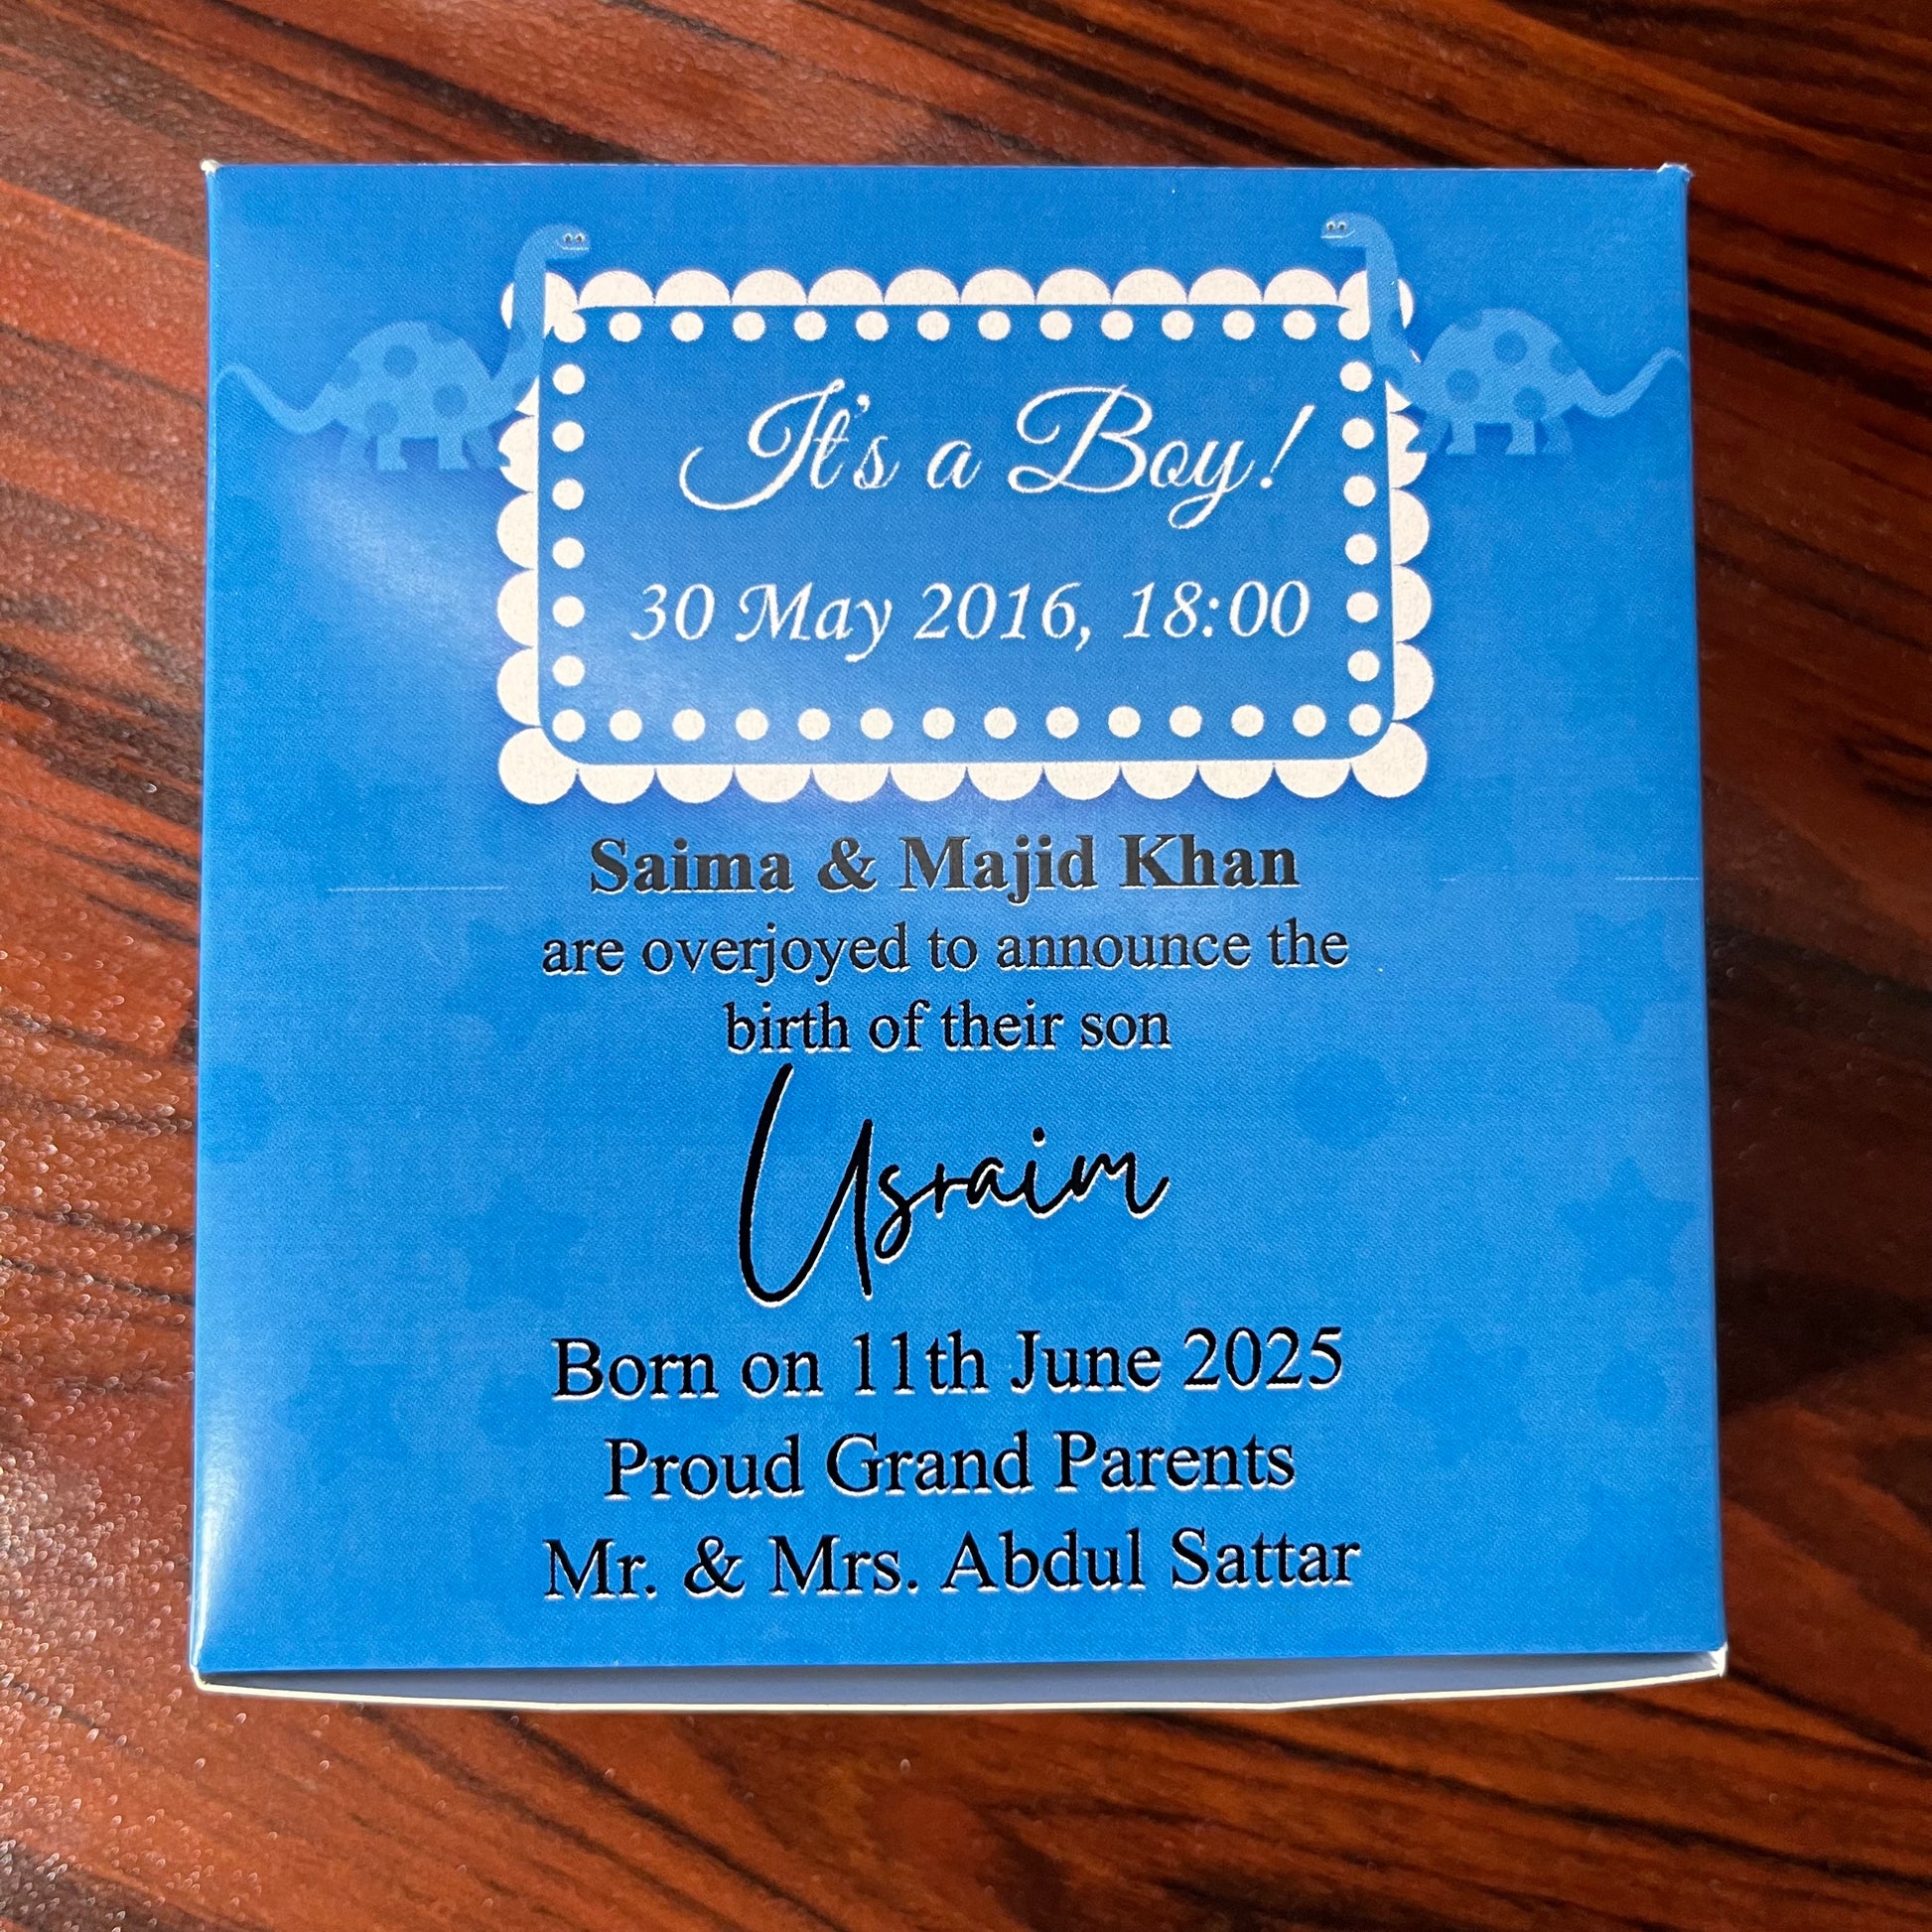 It's a Boy!
30 May 2016, 18:00
Saima & Majid Khan
are overjoyed to announce the
birth of their son
Usraim
Born on 11th June 2025
Proud Grand Parents
Mr. & Mrs. Abdul Sattar